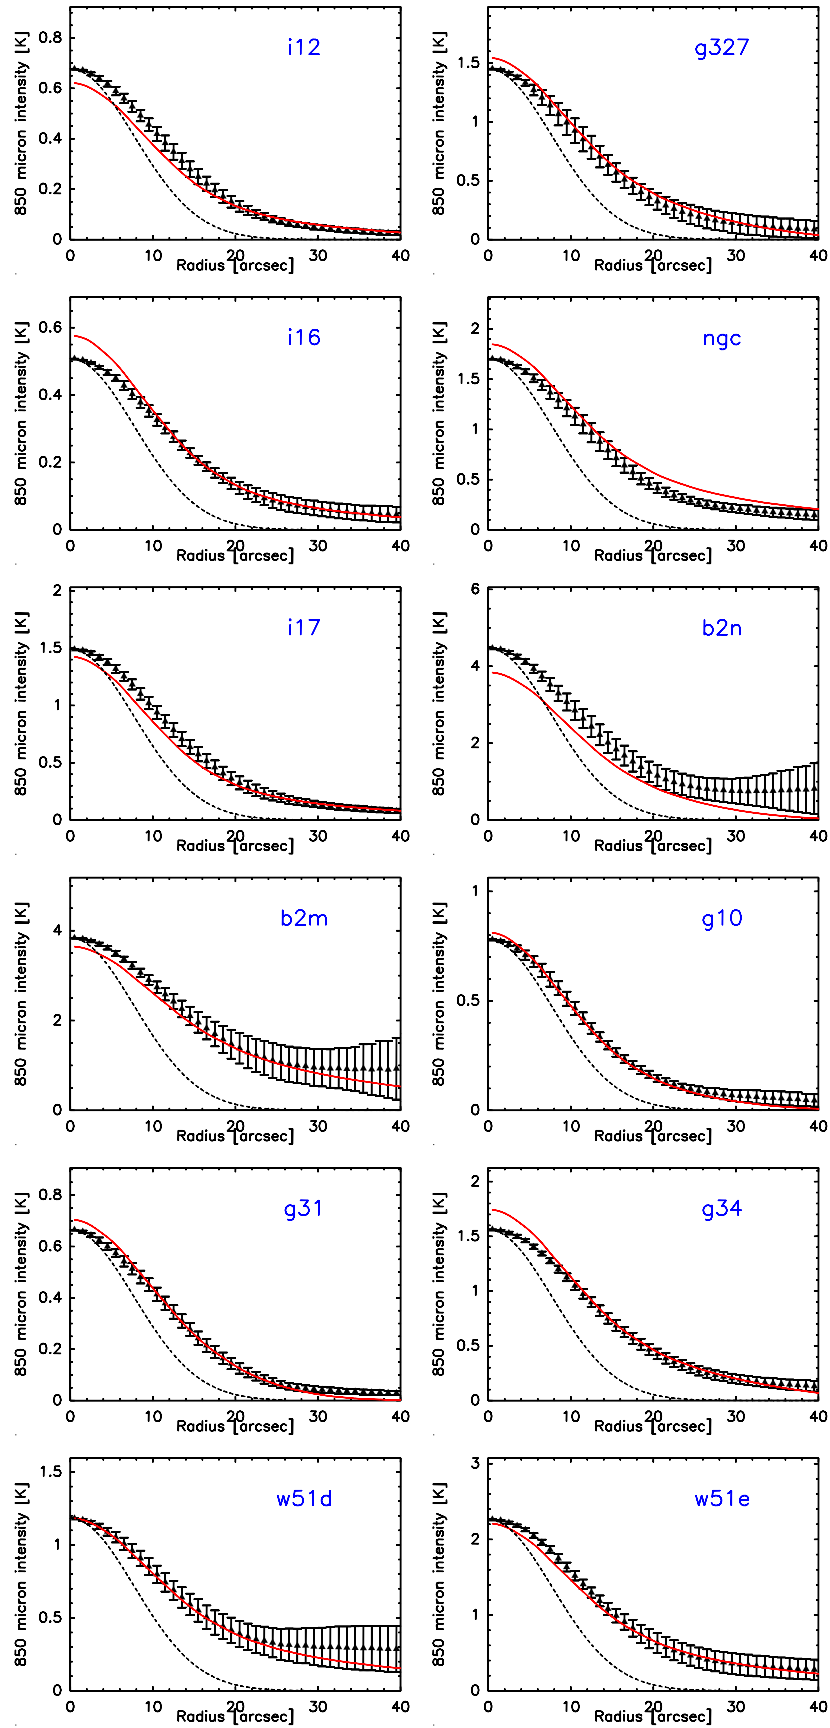 i12
850 micron intensity [K]
0.8
0.6
0.4
0.2
0
0 10 20 30 40
Radius [arcsec]
g327
850 micron intensity [K]
1.5
1
0.5
0
0 10 20 30 40
Radius [arcsec]
i16
850 micron intensity [K]
0.6
0.4
0.2
0
0 10 20 30 40
Radius [arcsec]
ngc
850 micron intensity [K]
2
1.5
1
0.5
0
0 10 20 30 40
Radius [arcsec]
i17
850 micron intensity [K]
2
1.5
1
0.5
0
0 10 20 30 40
Radius [arcsec]
b2n
850 micron intensity [K]
6
4
2
0
0 10 20 30 40
Radius [arcsec]
b2m
850 micron intensity [K]
4
2
0
0 10 20 30 40
Radius [arcsec]
g10
850 micron intensity [K]
1
0.5
0
0 10 20 30 40
Radius [arcsec]
g31
850 micron intensity [K]
0.8
0.6
0.4
0.2
0
0 10 20 30 40
Radius [arcsec]
g34
850 micron intensity [K]
2
1.5
1
0.5
0
0 10 20 30 40
Radius [arcsec]
w51d
850 micron intensity [K]
1.5
1
0.5
0
0 10 20 30 40
Radius [arcsec]
w51e
850 micron intensity [K]
3
2
1
0
0 10 20 30 40
Radius [arcsec]